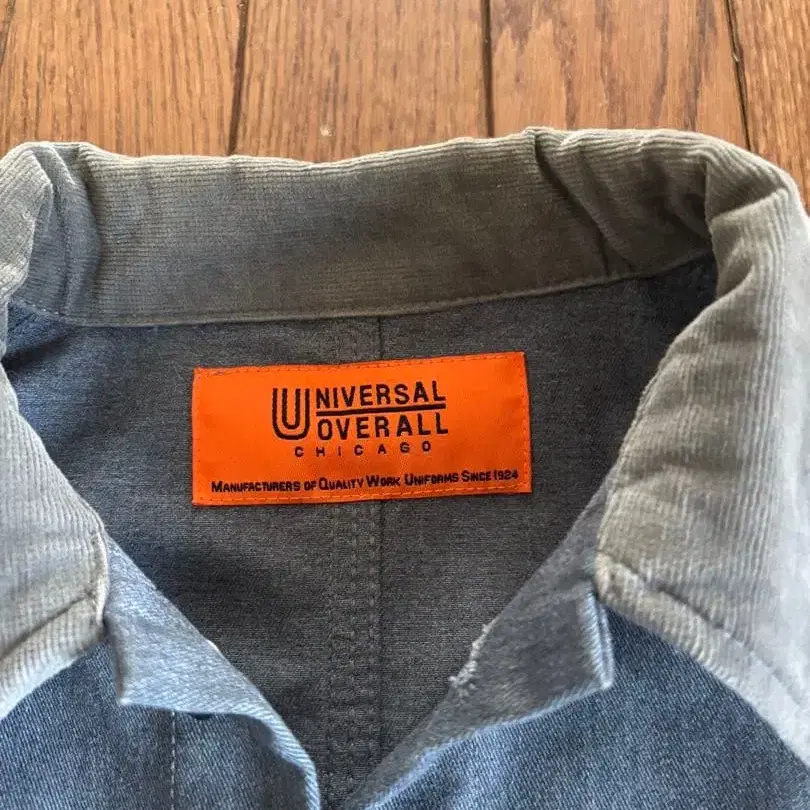 UNIVERSAL
OVERALL
CHICAGO
MANUFACTURERS OF QUALITY WORK UNIFORMS SINCE 1924